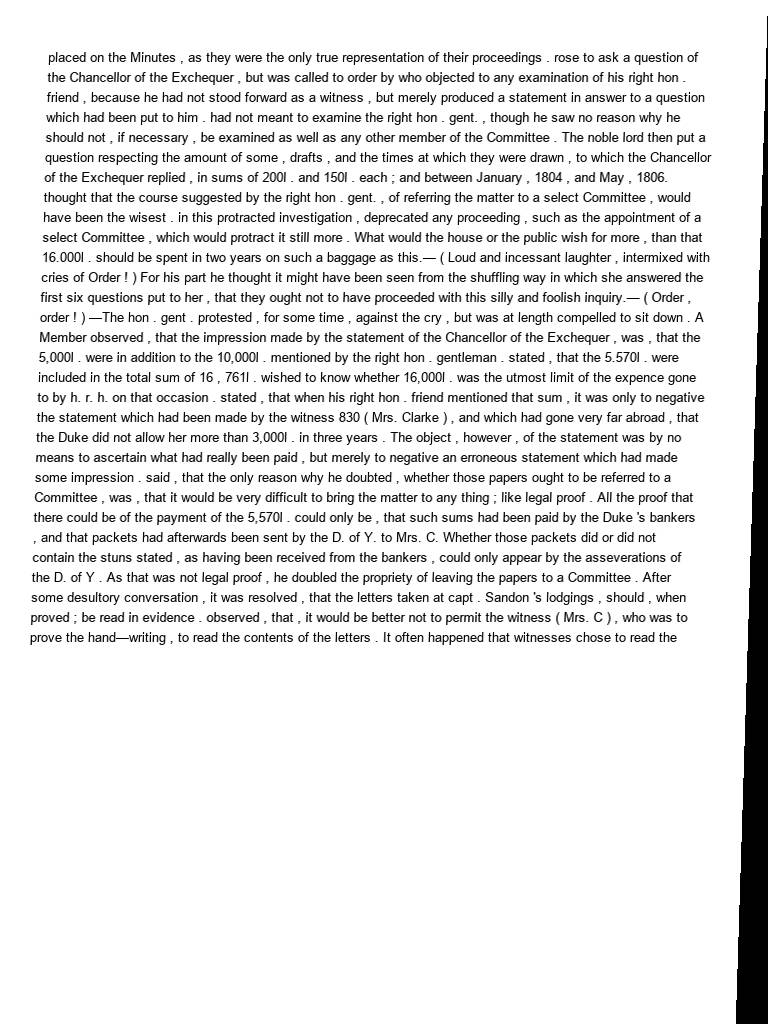 placed on the Minutes , as they were the only true representation of their proceedings . rose to ask a question of
the Chancellor of the Exchequer , but was called to order by who objected to any examination of his right hon .
friend , because he had not stood forward as a witness , but merely produced a statement in answer to a question
which had been put to him . had not meant to examine the right hon . gent. , though he saw no reason why he
should not , if necessary , be examined as well as any other member of the Committee . The noble lord then put a
question respecting the amount of some , drafts , and the times at which they were drawn , to which the Chancellor
of the Exchequer replied , in sums of 200l . and 150l . each ; and between January , 1804 , and May , 1806.
thought that the course suggested by the right hon . gent. , of referring the matter to a select Committee , would
have been the wisest . in this protracted investigation , deprecated any proceeding , such as the appointment of a
select Committee , which would protract it still more . What would the house or the public wish for more , than that
16.000l . should be spent in two years on such a baggage as this.— ( Loud and incessant laughter , intermixed with
cries of Order ! ) For his part he thought it might have been seen from the shuffling way in which she answered the
first six questions put to her , that they ought not to have proceeded with this silly and foolish inquiry.— ( Order ,
order ! ) —The hon . gent . protested , for some time , against the cry , but was at length compelled to sit down . A
Member observed , that the impression made by the statement of the Chancellor of the Exchequer , was , that the
5,000l . were in addition to the 10,000l . mentioned by the right hon . gentleman . stated , that the 5.570l . were
included in the total sum of 16 , 761l . wished to know whether 16,000l . was the utmost limit of the expence gone
to by h. r. h. on that occasion . stated , that when his right hon . friend mentioned that sum , it was only to negative
the statement which had been made by the witness 830 ( Mrs. Clarke ) , and which had gone very far abroad , that
the Duke did not allow her more than 3,000l . in three years . The object , however , of the statement was by no
means to ascertain what had really been paid , but merely to negative an erroneous statement which had made
some impression . said , that the only reason why he doubted , whether those papers ought to be referred to a
Committee , was , that it would be very difficult to bring the matter to any thing ; like legal proof . All the proof that
there could be of the payment of the 5,570l . could only be , that such sums had been paid by the Duke 's bankers
, and that packets had afterwards been sent by the D. of Y. to Mrs. C. Whether those packets did or did not
contain the stuns stated , as having been received from the bankers , could only appear by the asseverations of
the D. of Y . As that was not legal proof , he doubled the propriety of leaving the papers to a Committee . After
some desultory conversation , it was resolved , that the letters taken at capt . Sandon 's lodgings , should , when
proved ; be read in evidence . observed , that , it would be better not to permit the witness ( Mrs. C ) , who was to
prove the hand—writing , to read the contents of the letters . It often happened that witnesses chose to read the